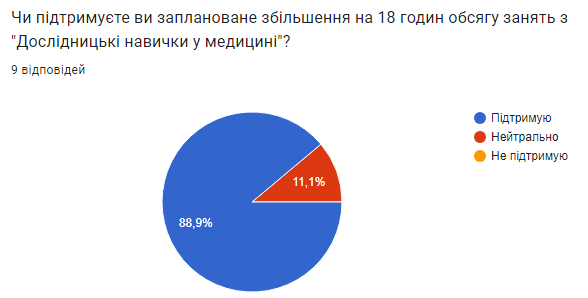 Чи підтримуєте ви заплановане збільшення на 18 годин обсягу занять з
"Дослідницькі навички у медицині"?
9 відповідей
Підтримую
Нейтрально
Не підтримую
11,1%
88,9%